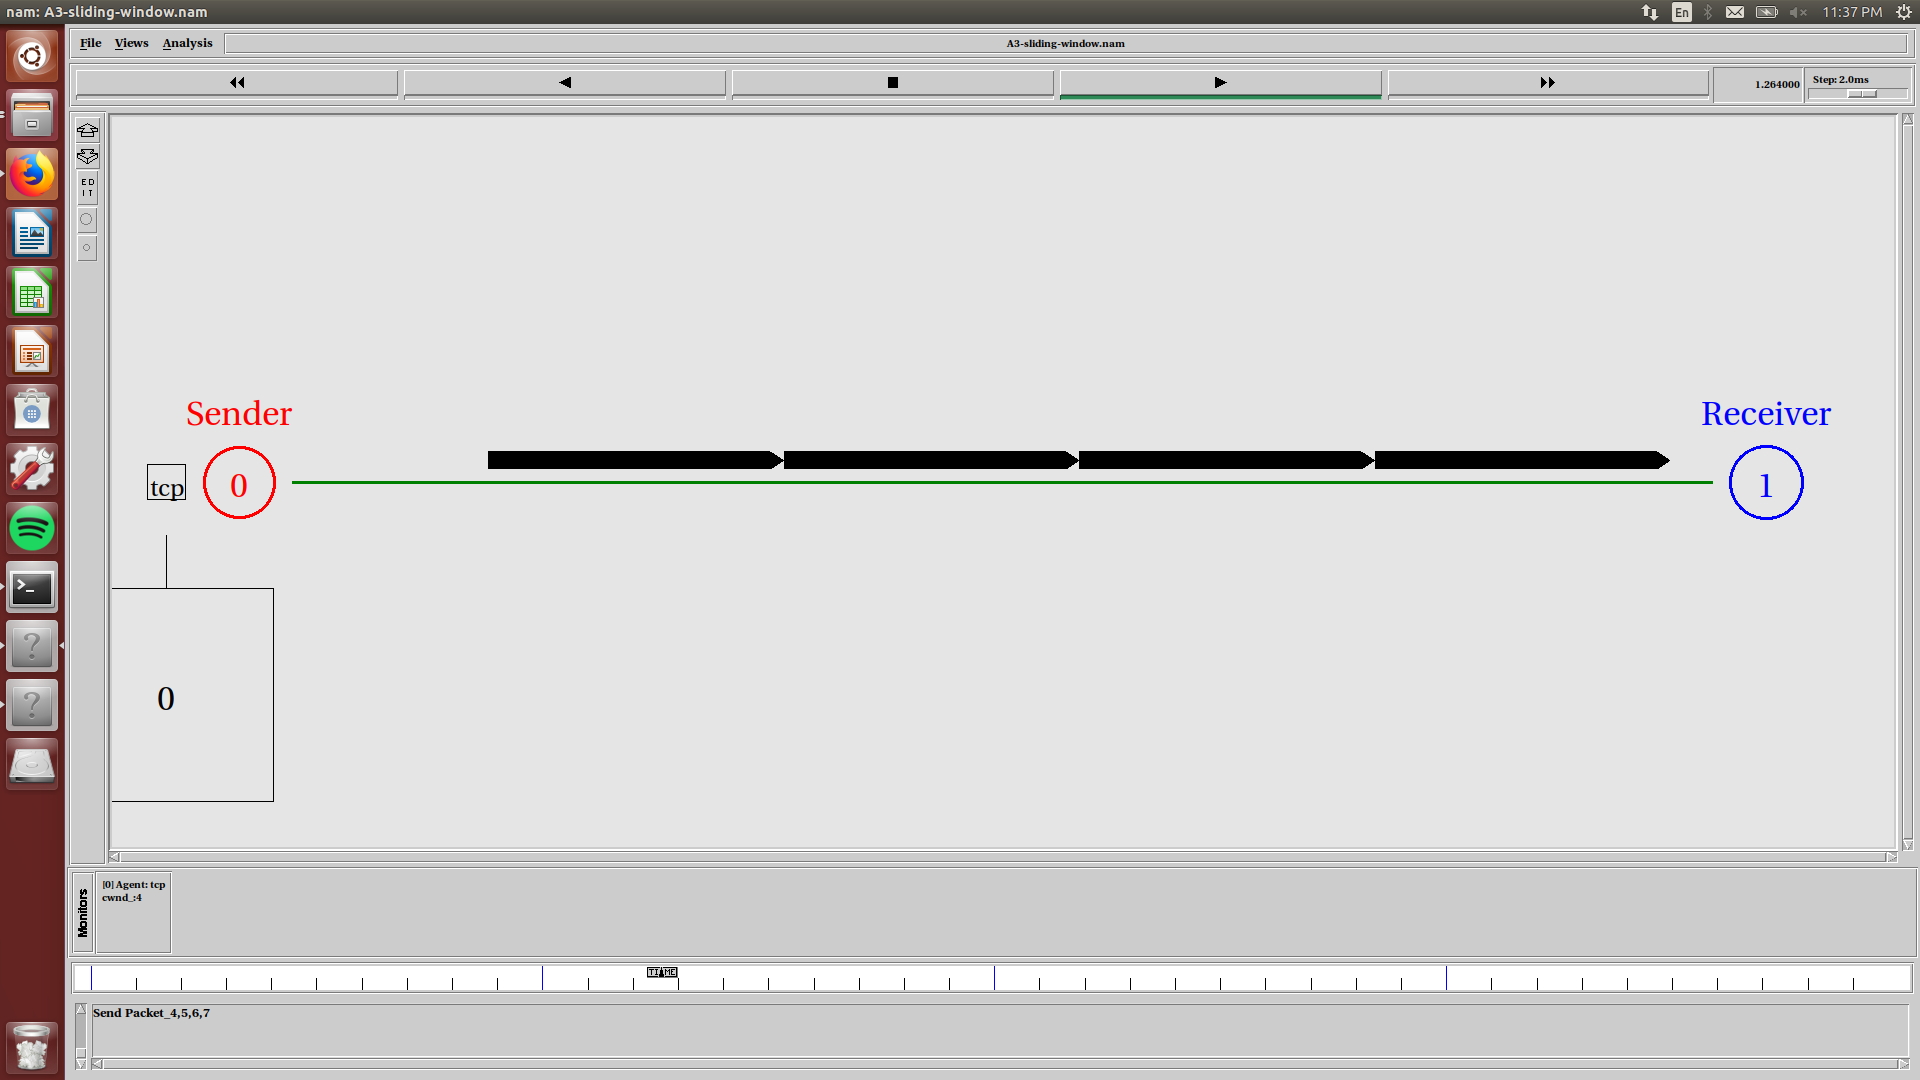 nam: A3-sliding-window.nam
En
11:37 PM
File Views Analysis
A3-sliding-window.nam
1.264000
Step: 2.0ms
E D
I T
Sender
Receiver
tcp
0
1
0
Monitors
[0] Agent: tcp
cwnd_:4
TIME
Send Packet_4,5,6,7